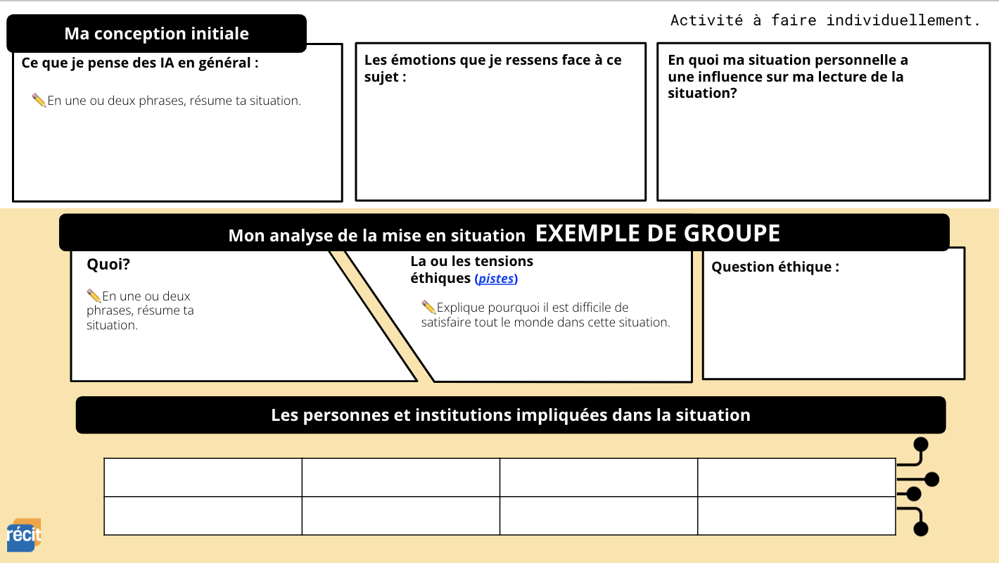 Activité à faire individuellement.
Ma conception initiale
Ce que je pense des IA en général :
✏️En une ou deux phrases, résume ta situation.
Les émotions que je ressens face à ce
sujet :
En quoi ma situation personnelle a
une influence sur ma lecture de la
situation?
Mon analyse de la mise en situation EXEMPLE DE GROUPE
Quoi?
✏️En une ou deux
phrases, résume ta
situation.
La ou les tensions
éthiques (pistes)
✏️Explique pourquoi il est difficile de
satisfaire tout le monde dans cette situation.
Question éthique :
Les personnes et institutions impliquées dans la situation
récit